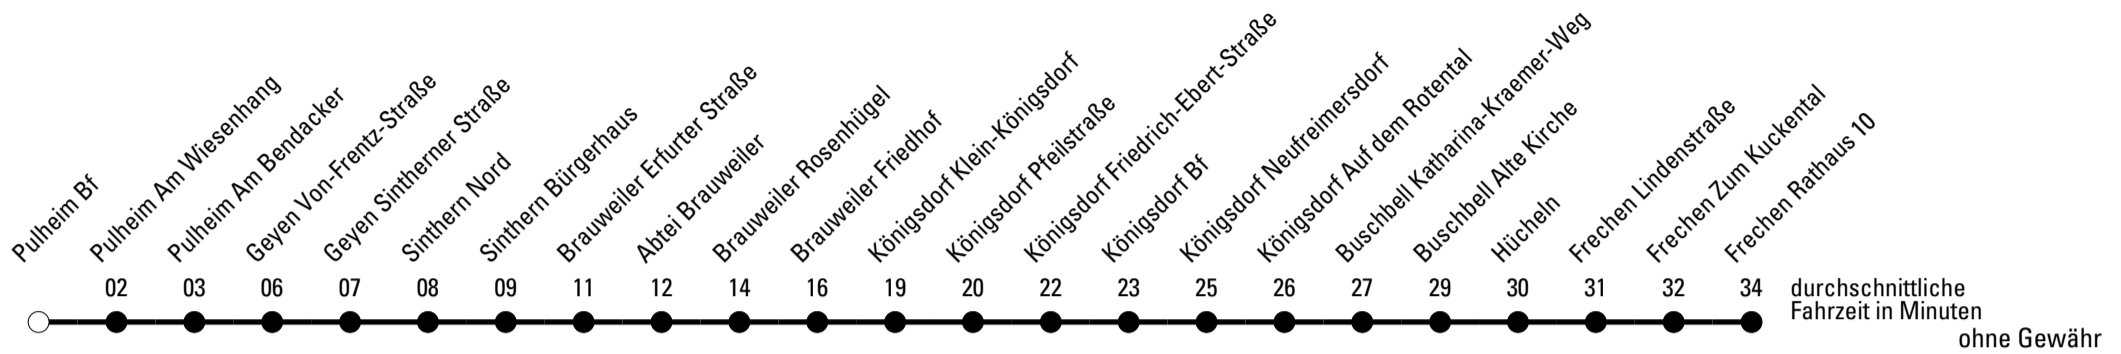 Pulheim Bf
Pulheim Am Wiesenhang
Pulheim Am Bendacker
Geyen Von-Frentz-Straße
Geyen Sintherner Straße
Sinthern Nord
Sinthern Bürgerhaus
Brauweiler Erfurter Straße
Abtei Brauweiler
Brauweiler Rosenhügel
Brauweiler Friedhof
Königsdorf Klein-Königsdorf
Königsdorf Pfeilstraße
Königsdorf Friedrich-Ebert-Straße
Königsdorf Bf
Königsdorf Neufreimersdorf
Königsdorf Auf dem Rotental
Buschbell Katharina-Kraemer-Weg
Buschbell Alte Kirche
Hücheln
Frechen Lindenstraße
Frechen Zum Kuckental
Frechen Rathaus 10
02 03 06 07 08 09 11 12 14 16 19 20 22 23 25 26 27 29 30 31 32 34 durchschnittliche
Fahrzeit in Minuten
ohne Gewähr